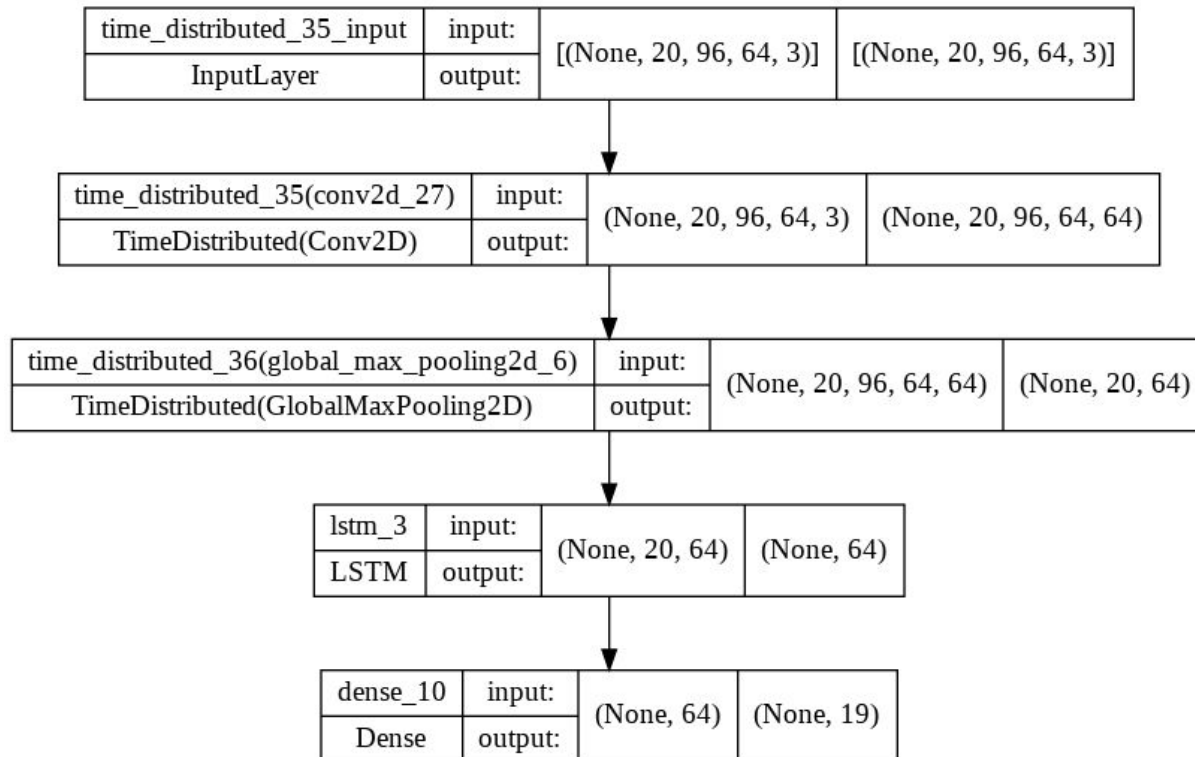 time_distributed_35_input input: [(None, 20, 96, 64, 3)] [(None, 20, 96, 64, 3)]
InputLayer output:
time_distributed_35(conv2d_27) input: (None, 20, 96, 64, 3) (None, 20, 96, 64, 64)
TimeDistributed(Conv2D) output:
time_distributed_36(global_max_pooling2d_6) input: (None, 20, 96, 64, 64) (None, 20, 64)
TimeDistributed(GlobalMaxPooling2D) output:
lstm_3 input: (None, 20, 64) (None, 64)
LSTM output:
dense_10 input: (None, 64) (None, 19)
Dense output: